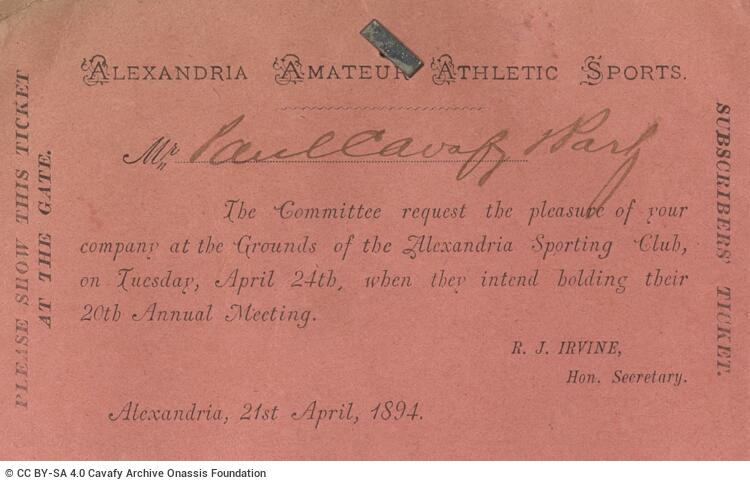 ALEXANDRIA AMATEUR ATHLETIC SPORTS.
Mr Paul Cavafy & Party
The Committee request the pleasure of your
company at the Grounds of the Alexandria Sporting Club,
on Tuesday, April 24th, when they intend holding their
20th Annual Meeting.
R. J. IRVINE,
Hon. Secretary.
Alexandria, 21st April, 1894.
PLEASE SHOW THIS TICKET
AT THE GATE.
SUBSCRIBERS' TICKET.
© CC BY-SA 4.0 Cavafy Archive Onassis Foundation